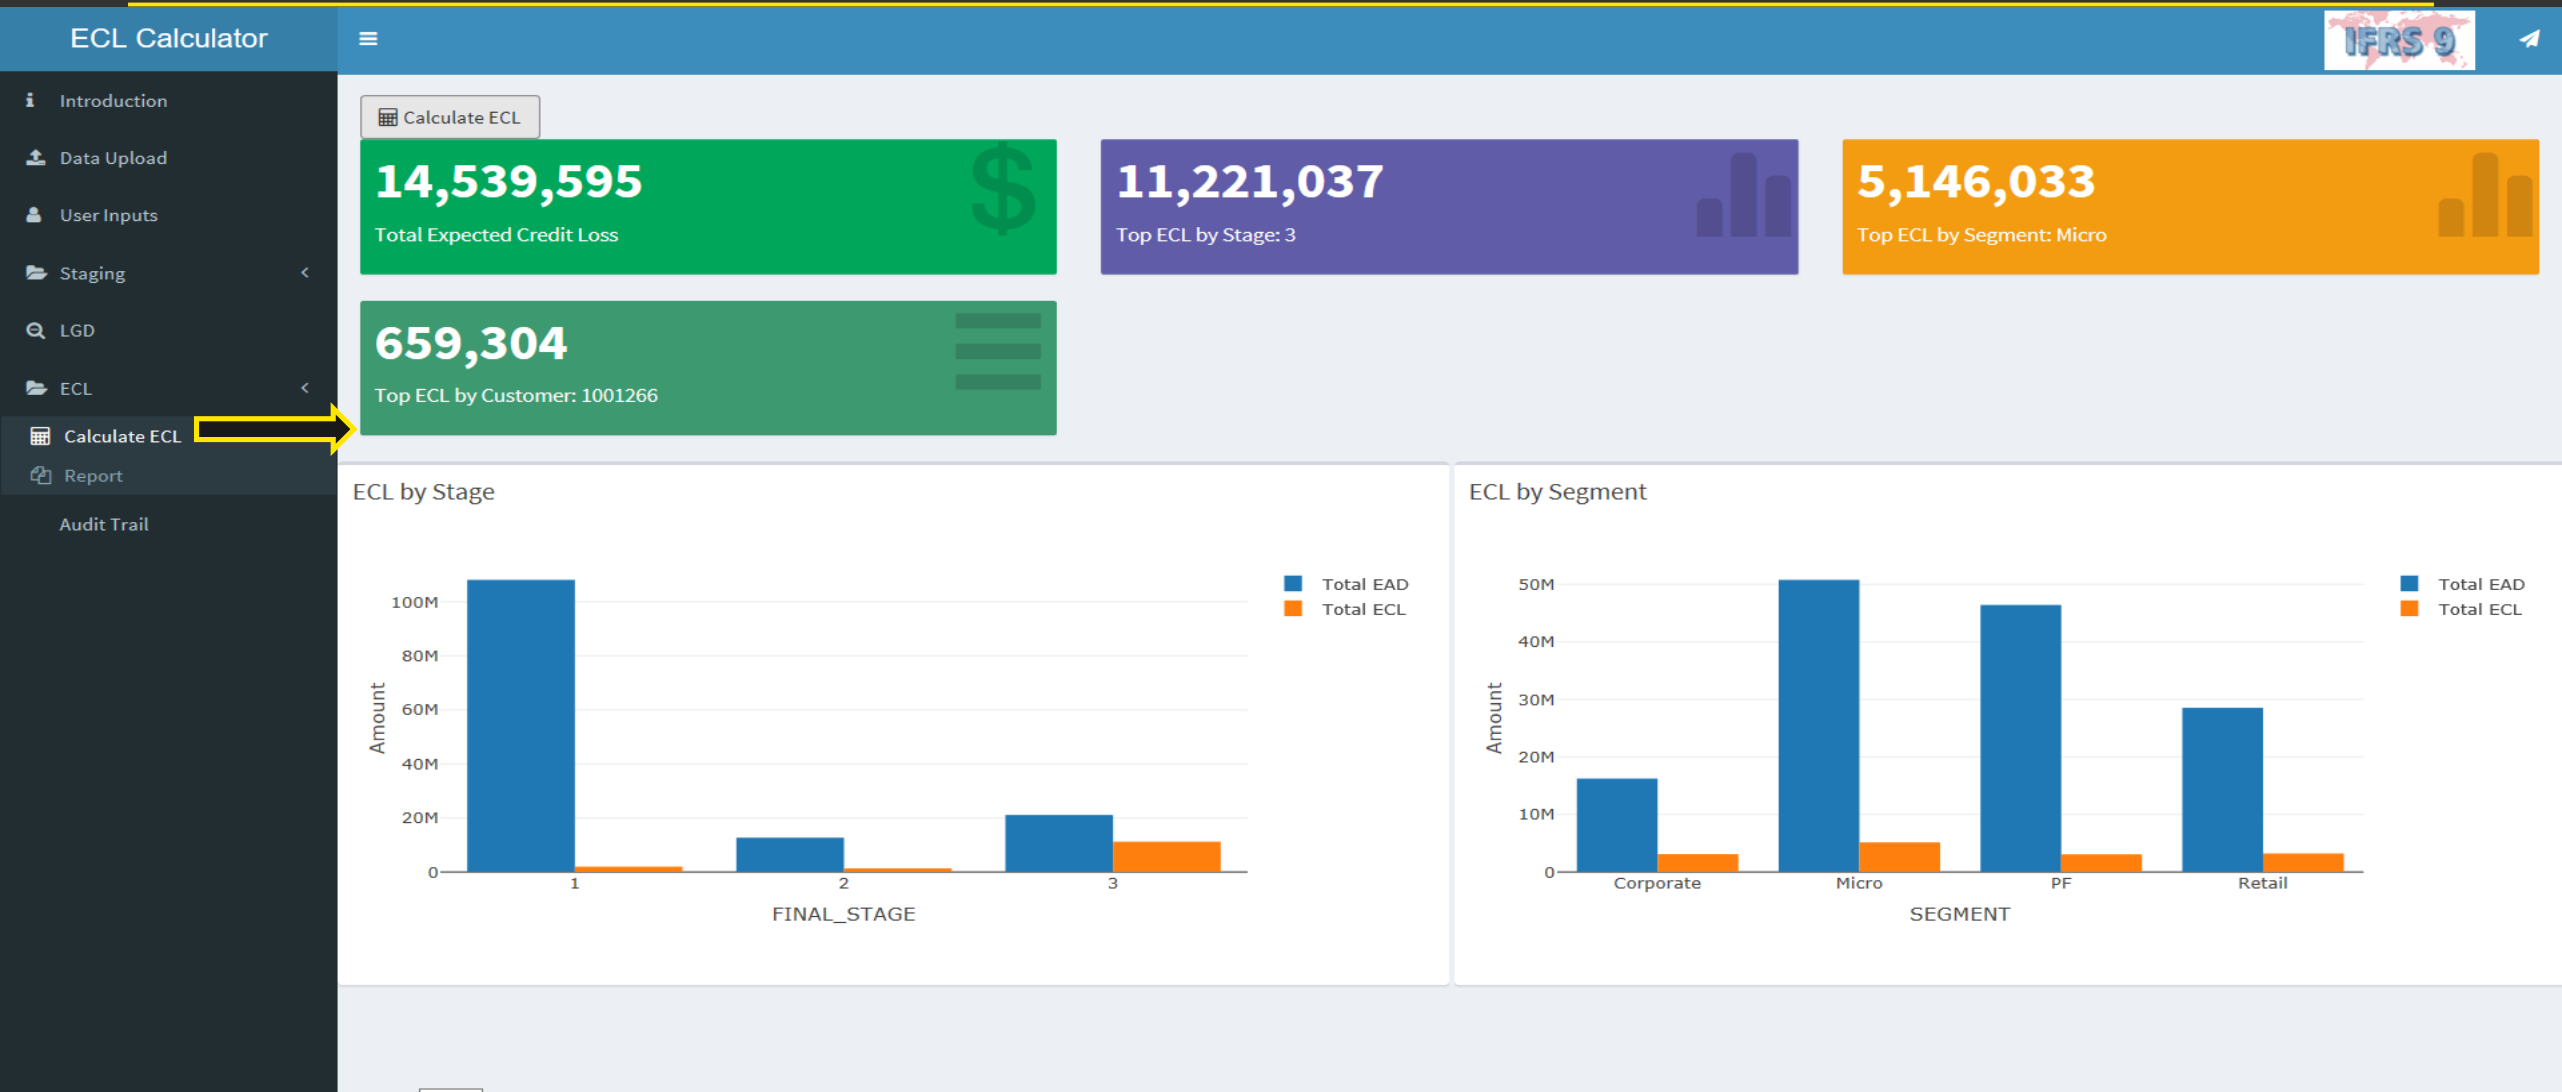 ECL Calculator
IFRS 9
Introduction
Data Upload
User Inputs
Staging
LGD
ECL
Calculate ECL
Report
Audit Trail
Calculate ECL
14,539,595
Total Expected Credit Loss
11,221,037
Top ECL by Stage: 3
5,146,033
Top ECL by Segment: Micro
659,304
Top ECL by Customer: 1001266
ECL by Stage
Total EAD
Total ECL
100M
80M
60M
40M
20M
0
Amount
1 2 3
FINAL_STAGE
ECL by Segment
Total EAD
Total ECL
50M
40M
30M
20M
10M
0
Amount
Corporate Micro PF Retail
SEGMENT